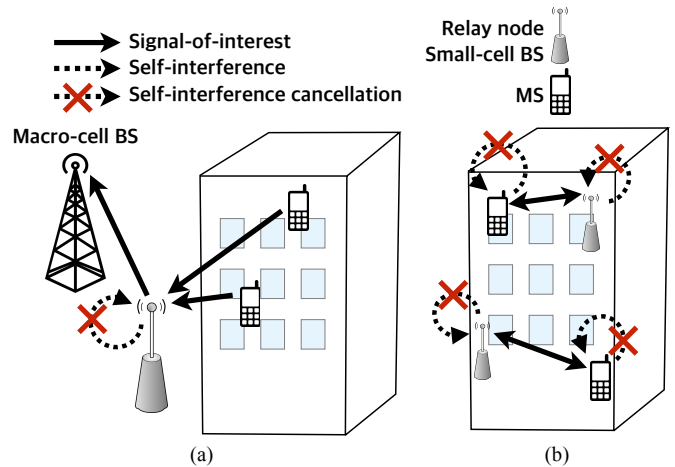 Signal-of-interest
Self-interference
Self-interference cancellation
Macro-cell BS
Relay node
Small-cell BS
MS
(a)
(b)